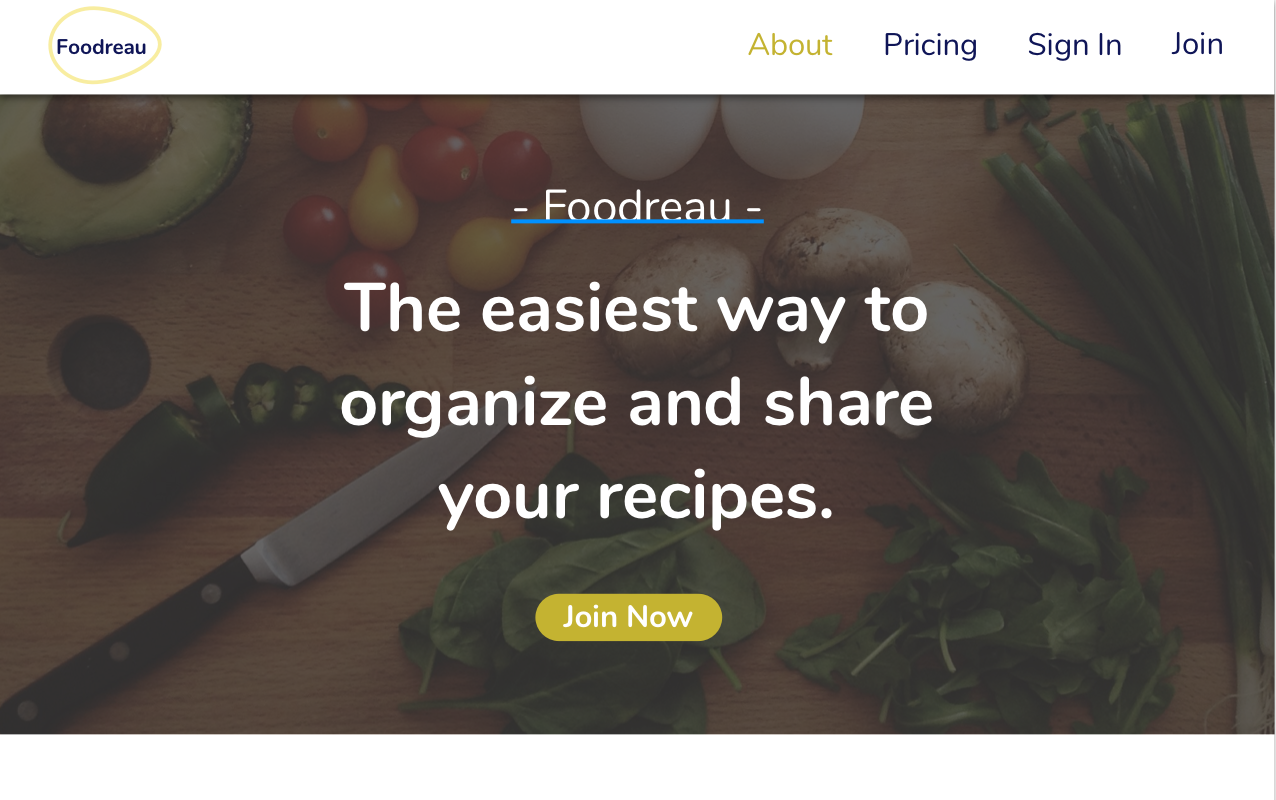 Foodreau
About
Pricing
Sign In
Join
- Foodreau -
The easiest way to
organize and share
your recipes.
Join Now